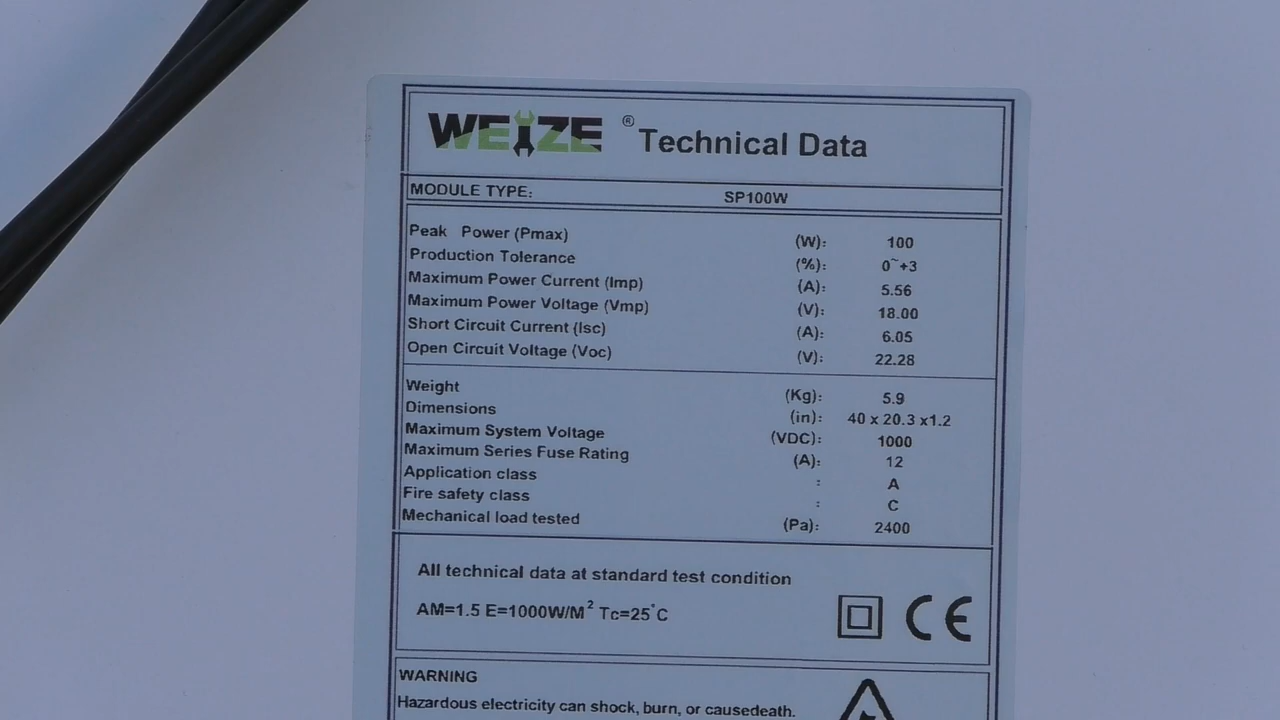 WEIZE ® Technical Data
MODULE TYPE: SP100W
Peak Power (Pmax) (W): 100
Production Tolerance (%): 0~+3
Maximum Power Current (Imp) (A): 5.56
Maximum Power Voltage (Vmp) (V): 18.00
Short Circuit Current (Isc) (A): 6.05
Open Circuit Voltage (Voc) (V): 22.28
Weight (Kg): 5.9
Dimensions (in): 40 x 20.3 x1.2
Maximum System Voltage (VDC): 1000
Maximum Series Fuse Rating (A): 12
Application class : A
Fire safety class : C
Mechanical load tested (Pa): 2400
All technical data at standard test condition
AM=1.5 E=1000W/M² Tc=25°C
CE
WARNING
Hazardous electricity can shock, burn, or causedeath.